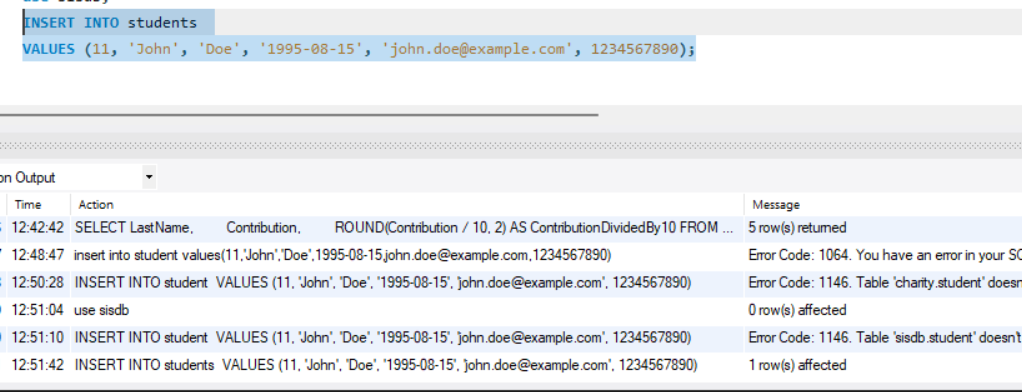 INSERT INTO students
VALUES (11, 'John', 'Doe', '1995-08-15', 'john.doe@example.com', 1234567890);
on Output
Time Action Message
12:42:42 SELECT LastName, Contribution, ROUND(Contribution / 10, 2) AS ContributionDividedBy10 FROM ... 5 row(s) returned
12:48:47 insert into student values(11,'John','Doe',1995-08-15,john.doe@example.com,1234567890) Error Code: 1064. You have an error in your SQ
12:50:28 INSERT INTO student VALUES (11, 'John', 'Doe', '1995-08-15', 'john.doe@example.com', 1234567890) Error Code: 1146. Table 'charity.student' doesn
12:51:04 use sisdb 0 row(s) affected
12:51:10 INSERT INTO student VALUES (11, 'John', 'Doe', '1995-08-15', 'john.doe@example.com', 1234567890) Error Code: 1146. Table 'sisdb.student' doesn't
12:51:42 INSERT INTO students VALUES (11, 'John', 'Doe', '1995-08-15', 'john.doe@example.com', 1234567890) 1 row(s) affected